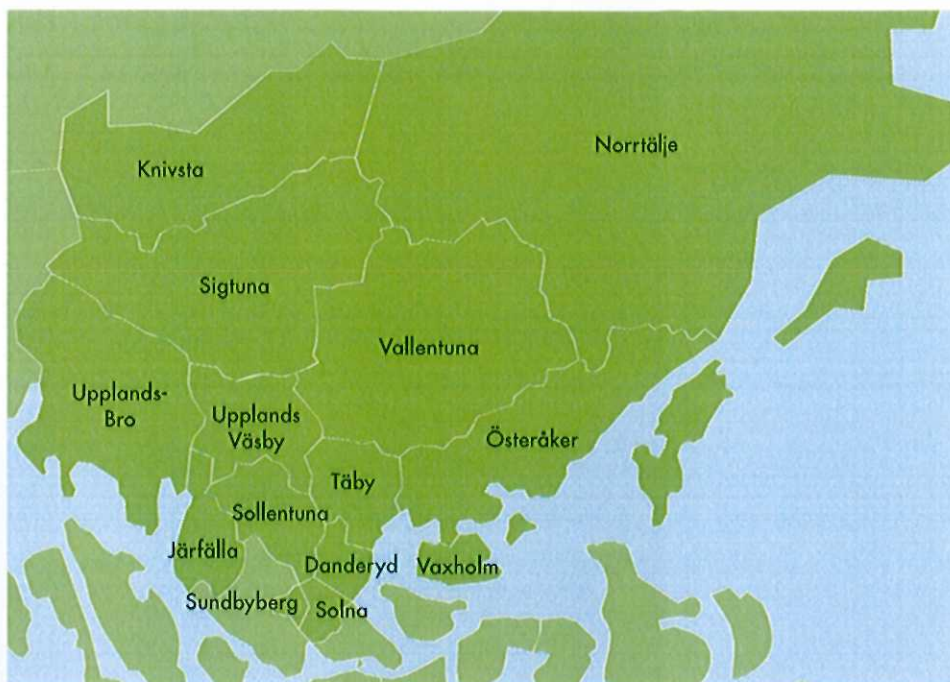 Norrtälje
Knivsta
Sigtuna
Vallentuna
Upplands-
Bro
Upplands
Väsby
Österåker
Täby
Sollentuna
Järfälla
Danderyd
Vaxholm
Sundbyberg
Solna